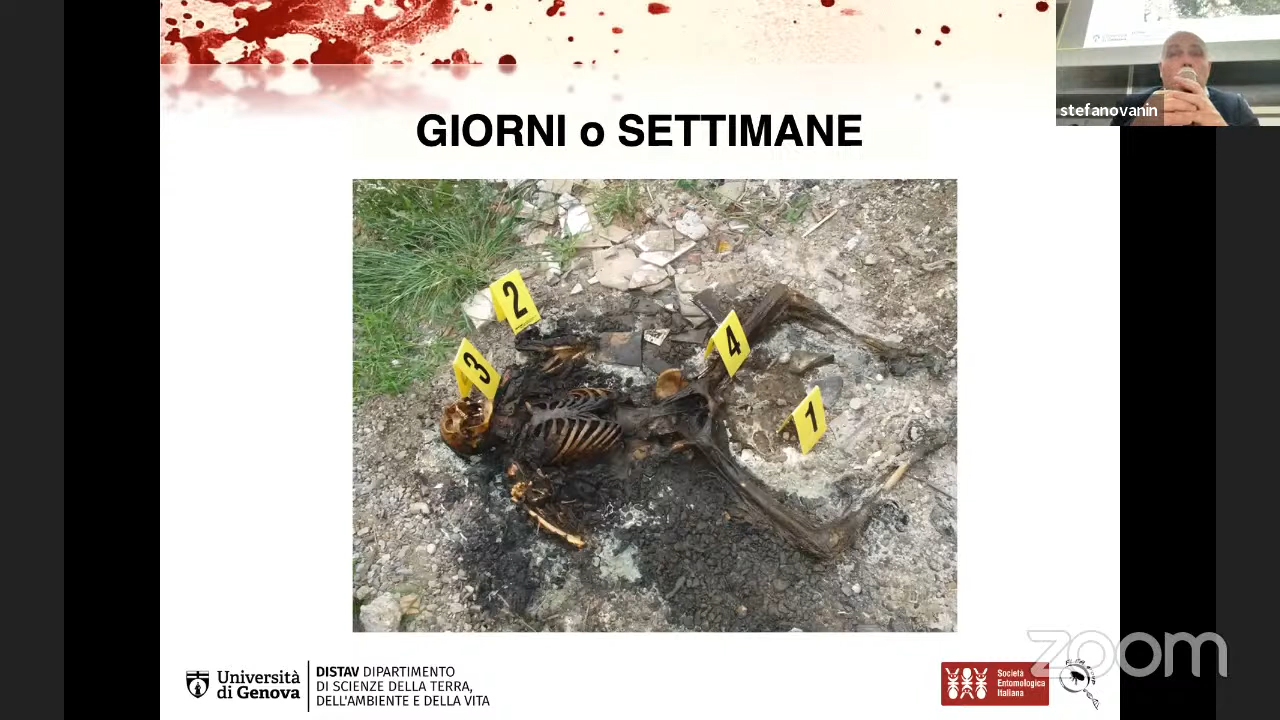 stefanovanin
GIORNI o SETTIMANE
2
3
4
1
Università
di Genova
DISTAV DIPARTIMENTO
DI SCIENZE DELLA TERRA,
DELL'AMBIENTE E DELLA VITA
Società
Entomologica
Italiana
zoom